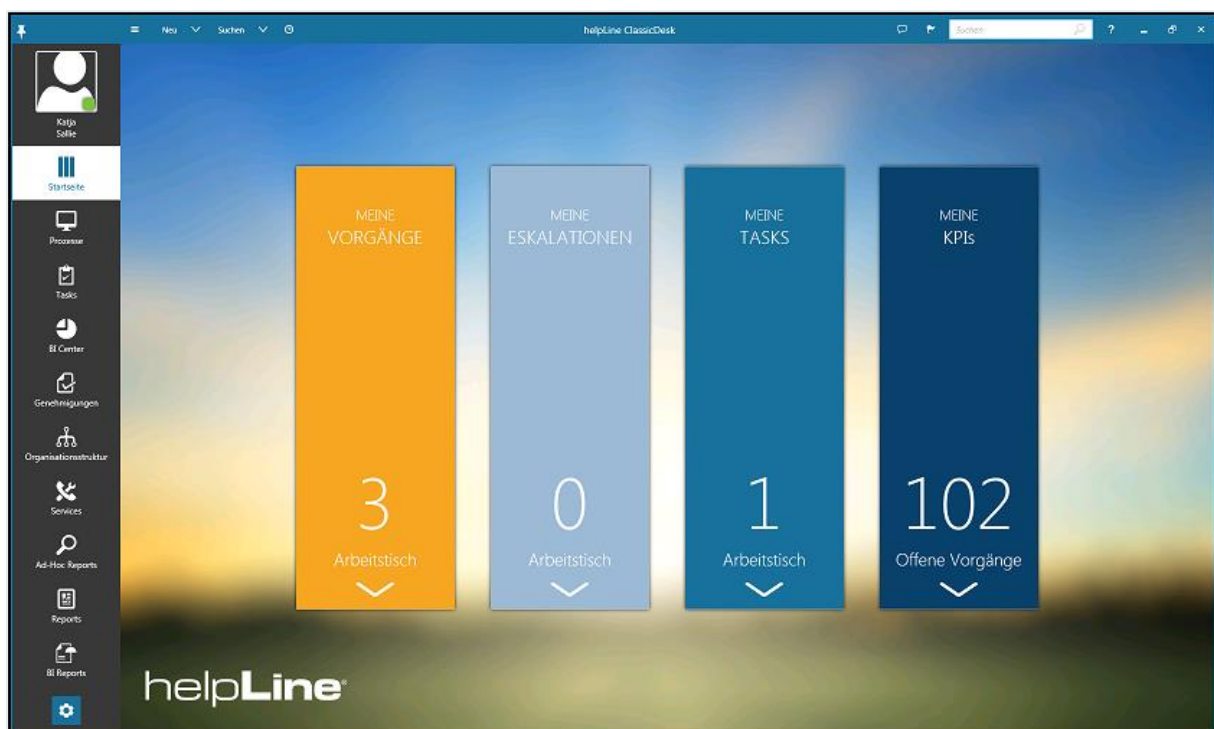 Neu Suchen helpLine ClassicDesk Suchen ?
Katja
Sallie
Startseite
Prozesse
Tasks
BI Center
Genehmigungen
Organisationsstruktur
Services
Ad-Hoc Reports
Reports
BI Reports
MEINE
VORGÄNGE
3
Arbeitstisch
MEINE
ESKALATIONEN
0
Arbeitstisch
MEINE
TASKS
1
Arbeitstisch
MEINE
KPIs
102
Offene Vorgänge
helpLine®